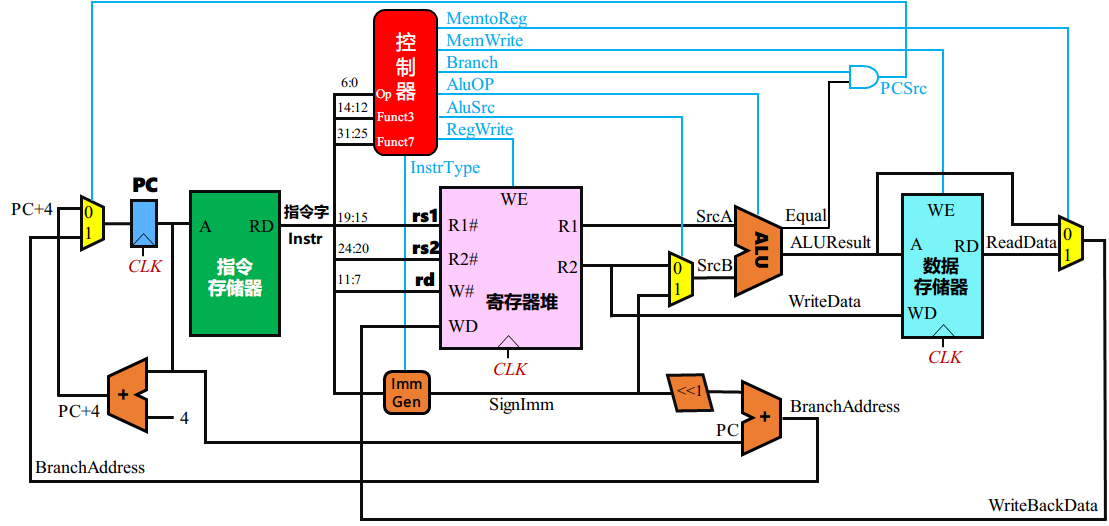 MemtoReg
MemWrite
Branch
AluOP
AluSrc
RegWrite
InstrType
PCSrc
控
制
器
Op
Funct3
Funct7
6:0
14:12
31:25
PC+4
0
1
PC
CLK
A
RD
指令
存储器
指令字
Instr
19:15
rs1
24:20
rs2
11:7
rd
WE
R1#
R2#
W#
WD
R1
R2
寄存器堆
CLK
0
1
SrcA
SrcB
ALU
Equal
ALUResult
WriteData
WE
A
RD
数据
存储器
WD
CLK
ReadData
0
1
+
PC+4
4
Imm
Gen
SignImm
<<1
+
PC
BranchAddress
BranchAddress
WriteBackData